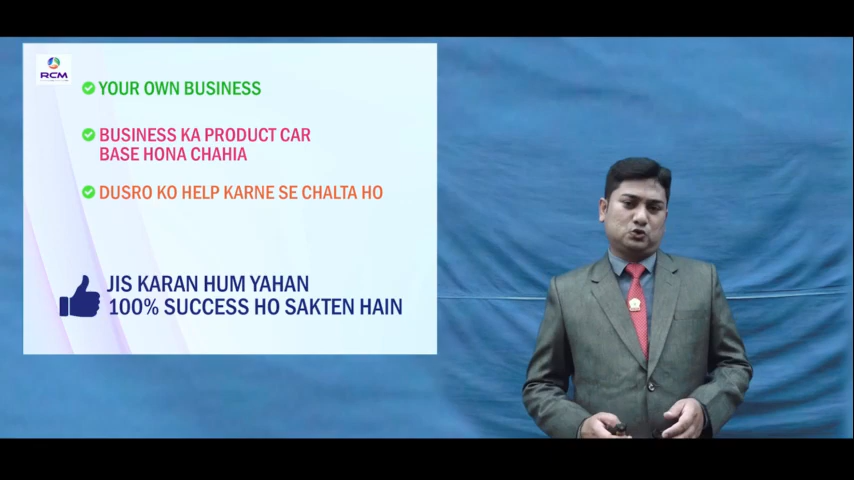 RCM
YOUR OWN BUSINESS
BUSINESS KA PRODUCT CAR
BASE HONA CHAHIA
DUSRO KO HELP KARNE SE CHALTA HO
JIS KARAN HUM YAHAN
100% SUCCESS HO SAKTEN HAIN